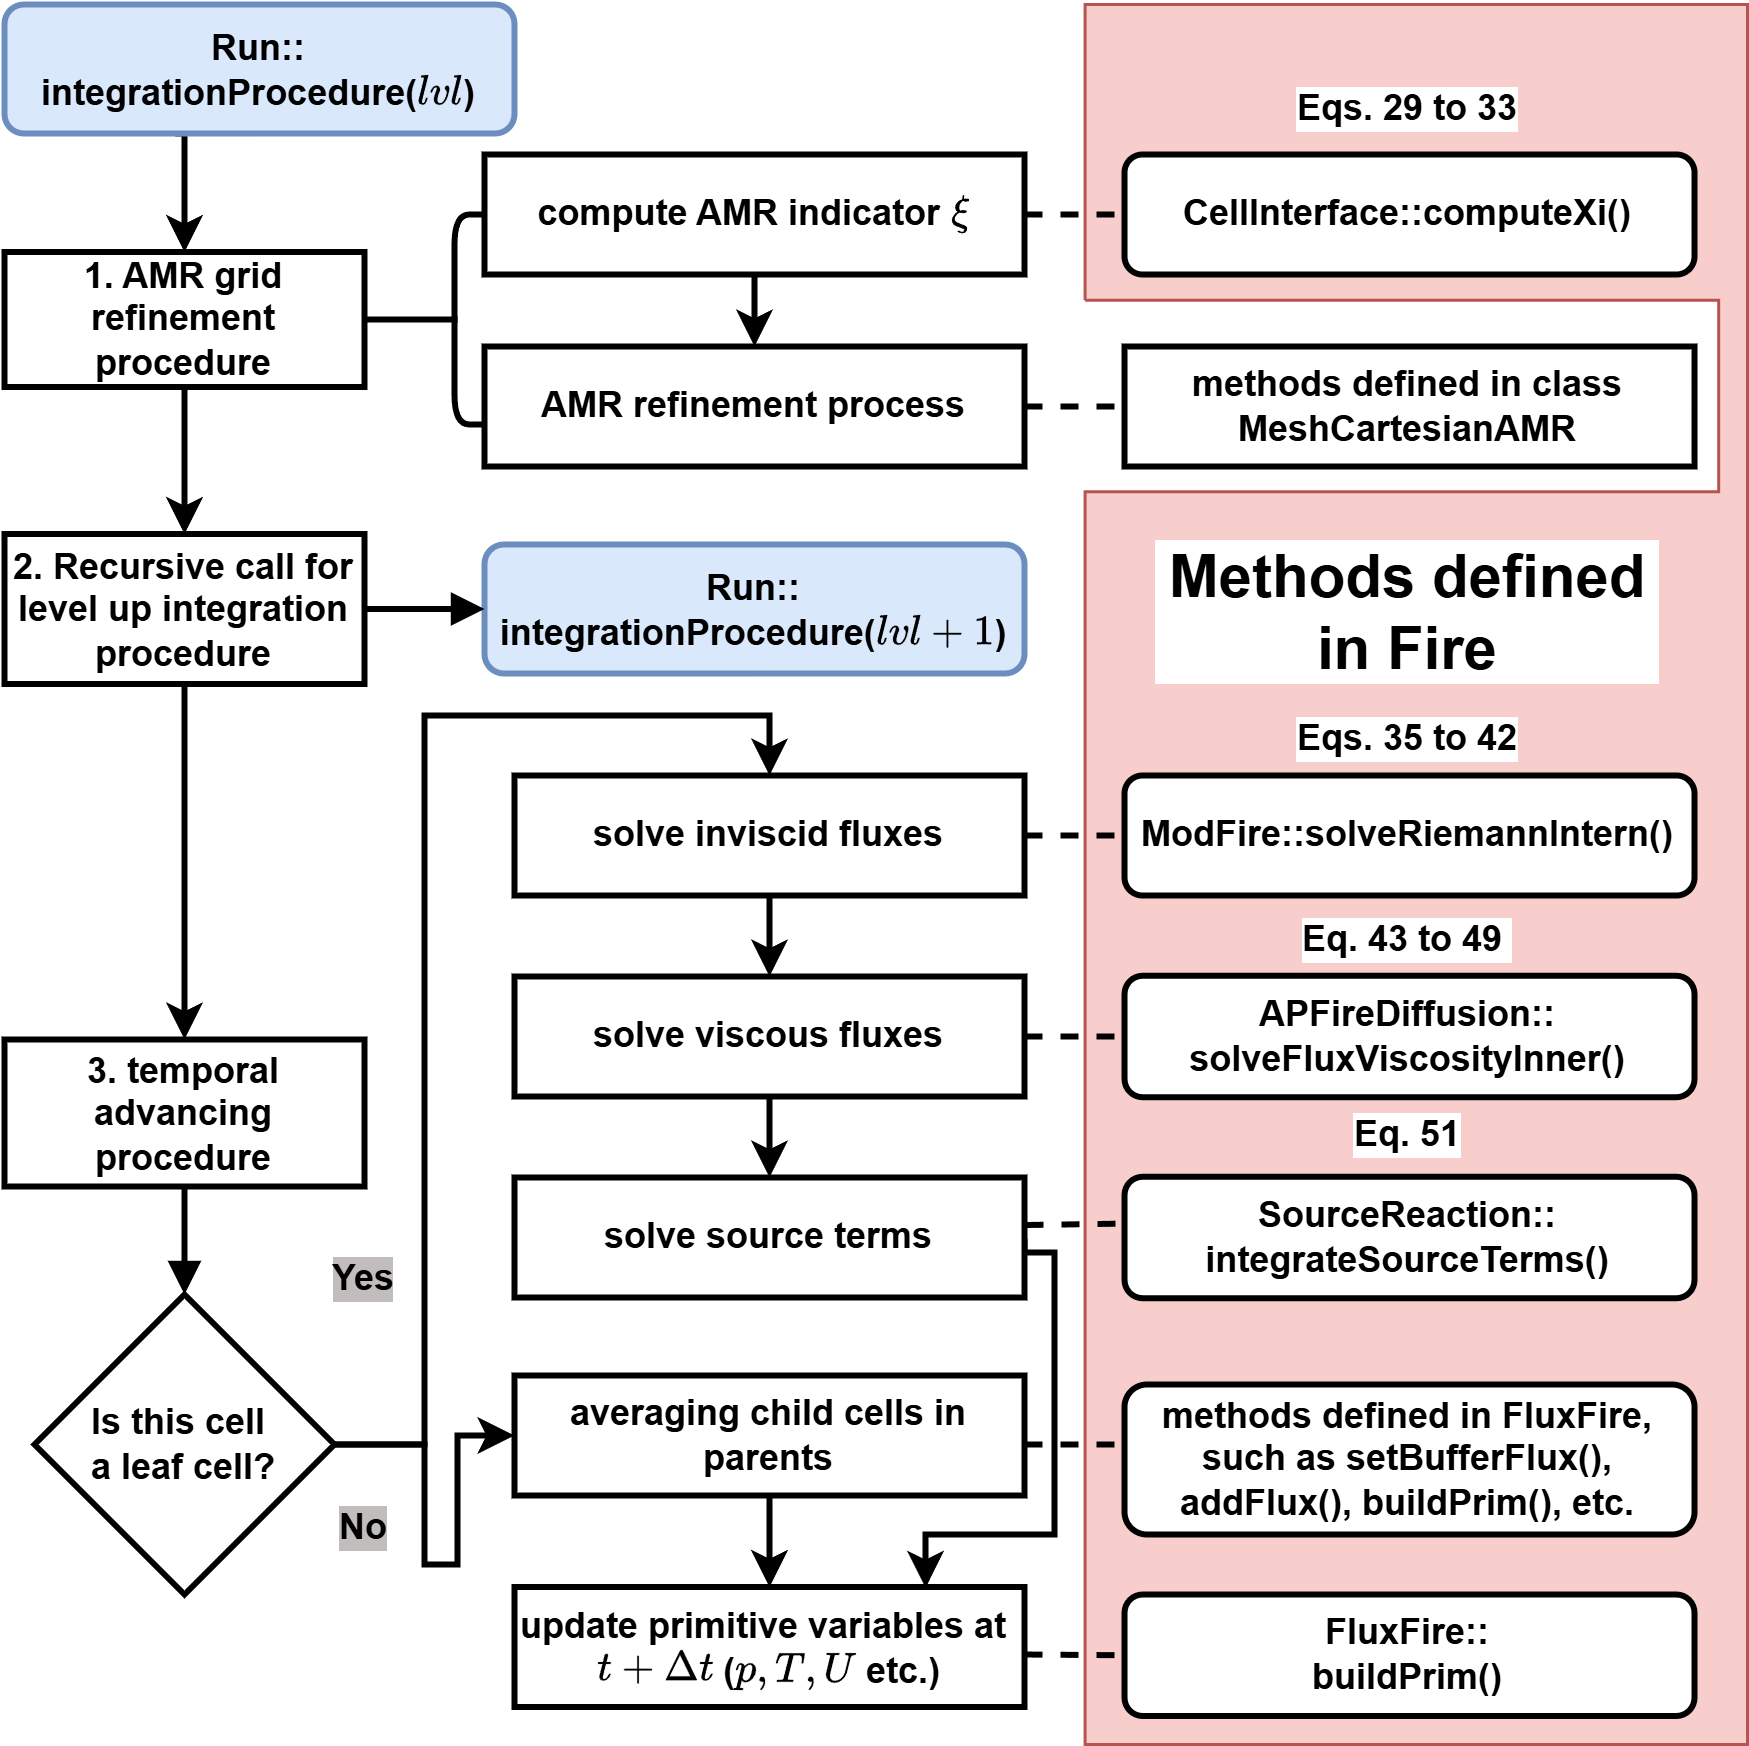 Run::
integrationProcedure(lvl)
Eqs. 29 to 33
compute AMR indicator ξ
CellInterface::computeXi()
1. AMR grid
refinement
procedure
AMR refinement process
methods defined in class
MeshCartesianAMR
2. Recursive call for
level up integration
procedure
Run::
integrationProcedure(lvl + 1)
Methods defined
in Fire
Eqs. 35 to 42
solve inviscid fluxes
ModFire::solveRiemannIntern()
Eq. 43 to 49
solve viscous fluxes
APFireDiffusion::
solveFluxViscosityInner()
3. temporal
advancing
procedure
Eq. 51
solve source terms
SourceReaction::
integrateSourceTerms()
Yes
Is this cell
a leaf cell?
No
averaging child cells in
parents
methods defined in FluxFire,
such as setBufferFlux(),
addFlux(), buildPrim(), etc.
update primitive variables at
t + Δt (p, T, U etc.)
FluxFire::
buildPrim()